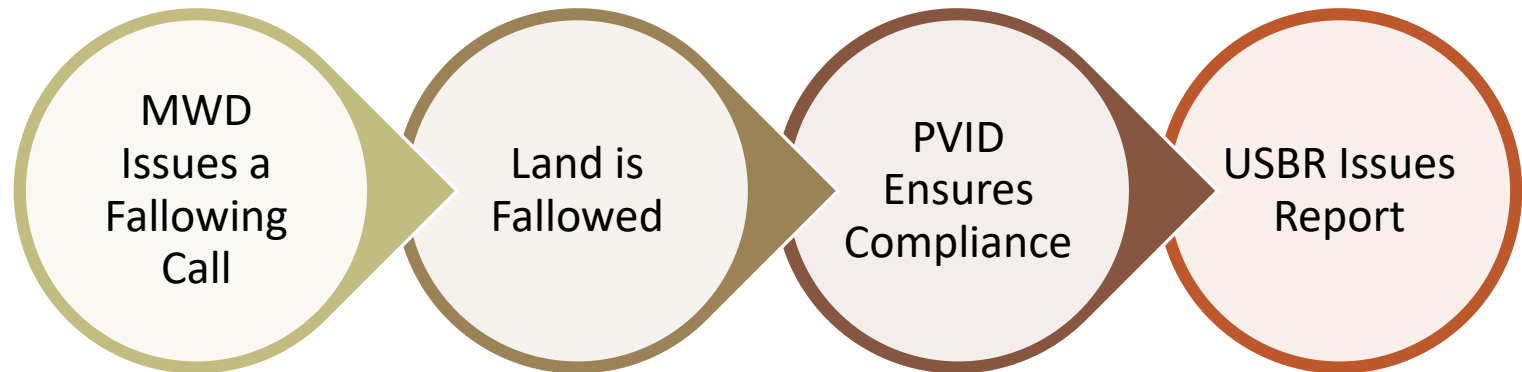 MWD
Issues a
Fallowing
Call
Land is
Fallowed
PVID
Ensures
Compliance
USBR Issues
Report